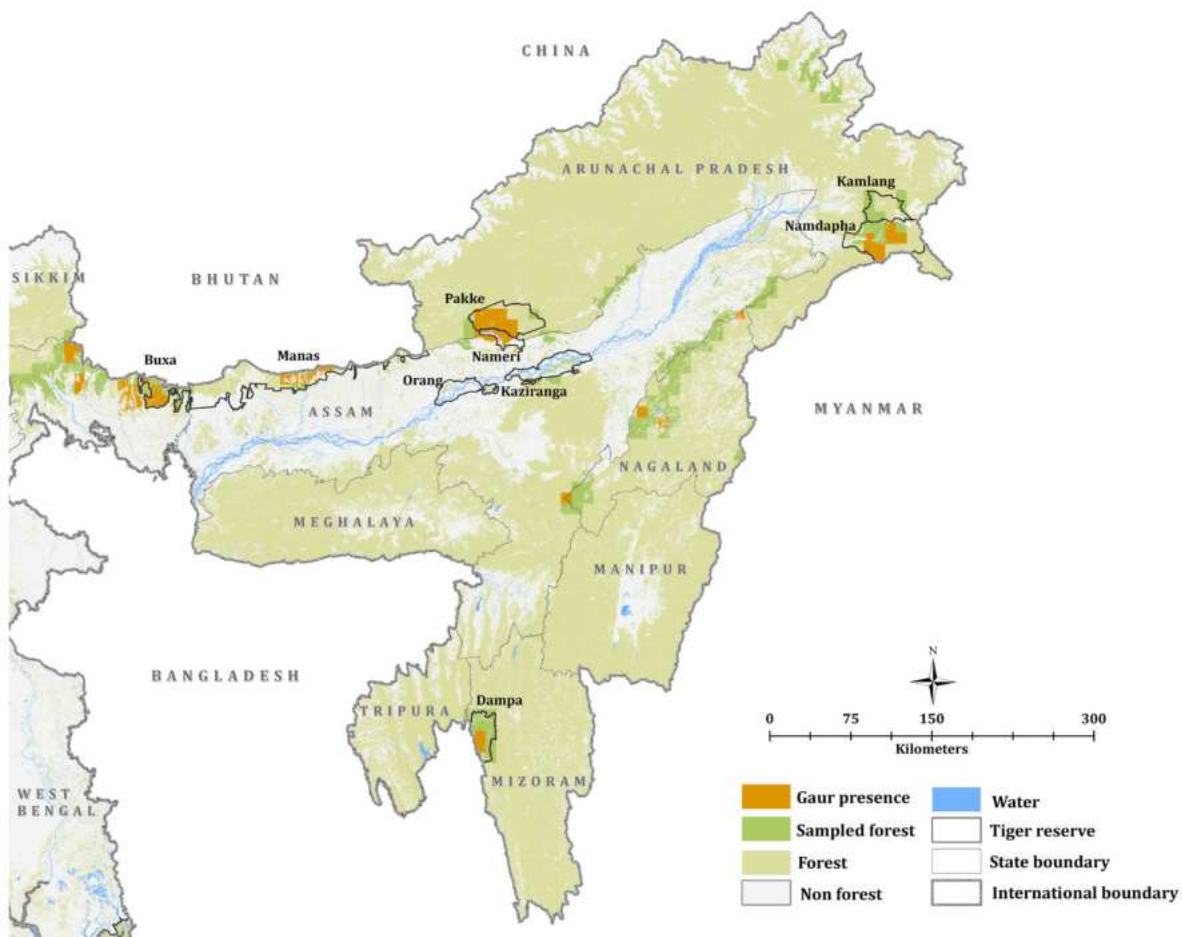 CHINA
ARUNACHAL PRADESH
Kamlang
Namdapha
SIKKIM
BHUTAN
Pakke
Buxa
Manas
Nameri
Orang
Kaziranga
ASSAM
MYANMAR
NAGALAND
MEGHALAYA
MANIPUR
BANGLADESH
TRIPURA
Dampa
MIZORAM
WEST
BENGAL
N
0 75 150 300
Kilometers
Gaur presence
Water
Sampled forest
Tiger reserve
Forest
State boundary
Non forest
International boundary